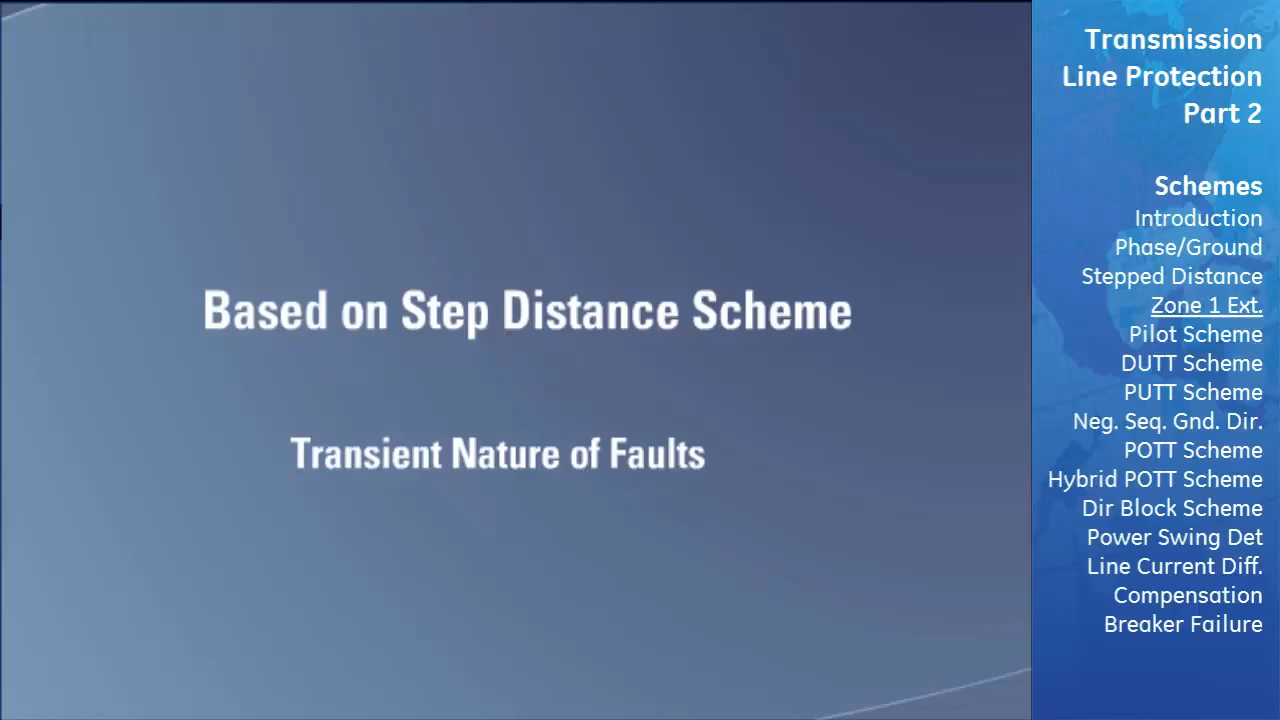 Based on Step Distance Scheme
Transient Nature of Faults
Transmission
Line Protection
Part 2
Schemes
Introduction
Phase/Ground
Stepped Distance
Zone 1 Ext.
Pilot Scheme
DUTT Scheme
PUTT Scheme
Neg. Seq. Gnd. Dir.
POTT Scheme
Hybrid POTT Scheme
Dir Block Scheme
Power Swing Det
Line Current Diff.
Compensation
Breaker Failure